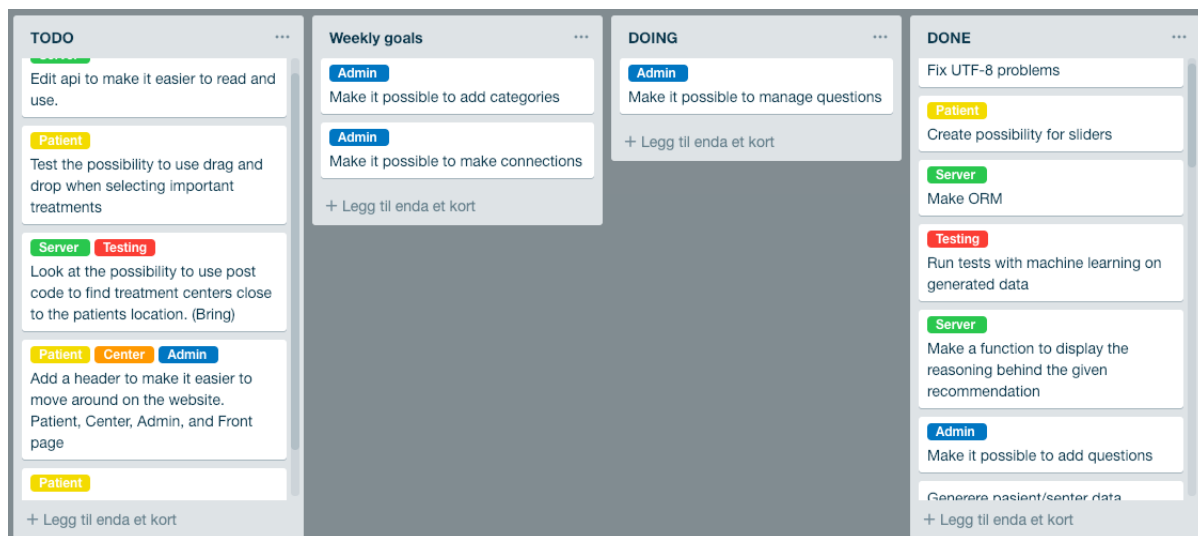 TODO ...
Server
Edit api to make it easier to read and
use.
Patient
Test the possibility to use drag and
drop when selecting important
treatments
Server Testing
Look at the possibility to use post
code to find treatment centers close
to the patients location. (Bring)
Patient Center Admin
Add a header to make it easier to
move around on the website.
Patient, Center, Admin, and Front
page
Patient
+ Legg til enda et kort
Weekly goals ...
Admin
Make it possible to add categories
Admin
Make it possible to make connections
+ Legg til enda et kort
DOING ...
Admin
Make it possible to manage questions
+ Legg til enda et kort
DONE ...
Fix UTF-8 problems
Patient
Create possibility for sliders
Server
Make ORM
Testing
Run tests with machine learning on
generated data
Server
Make a function to display the
reasoning behind the given
recommendation
Admin
Make it possible to add questions
Generere pasient/senter data
+ Legg til enda et kort